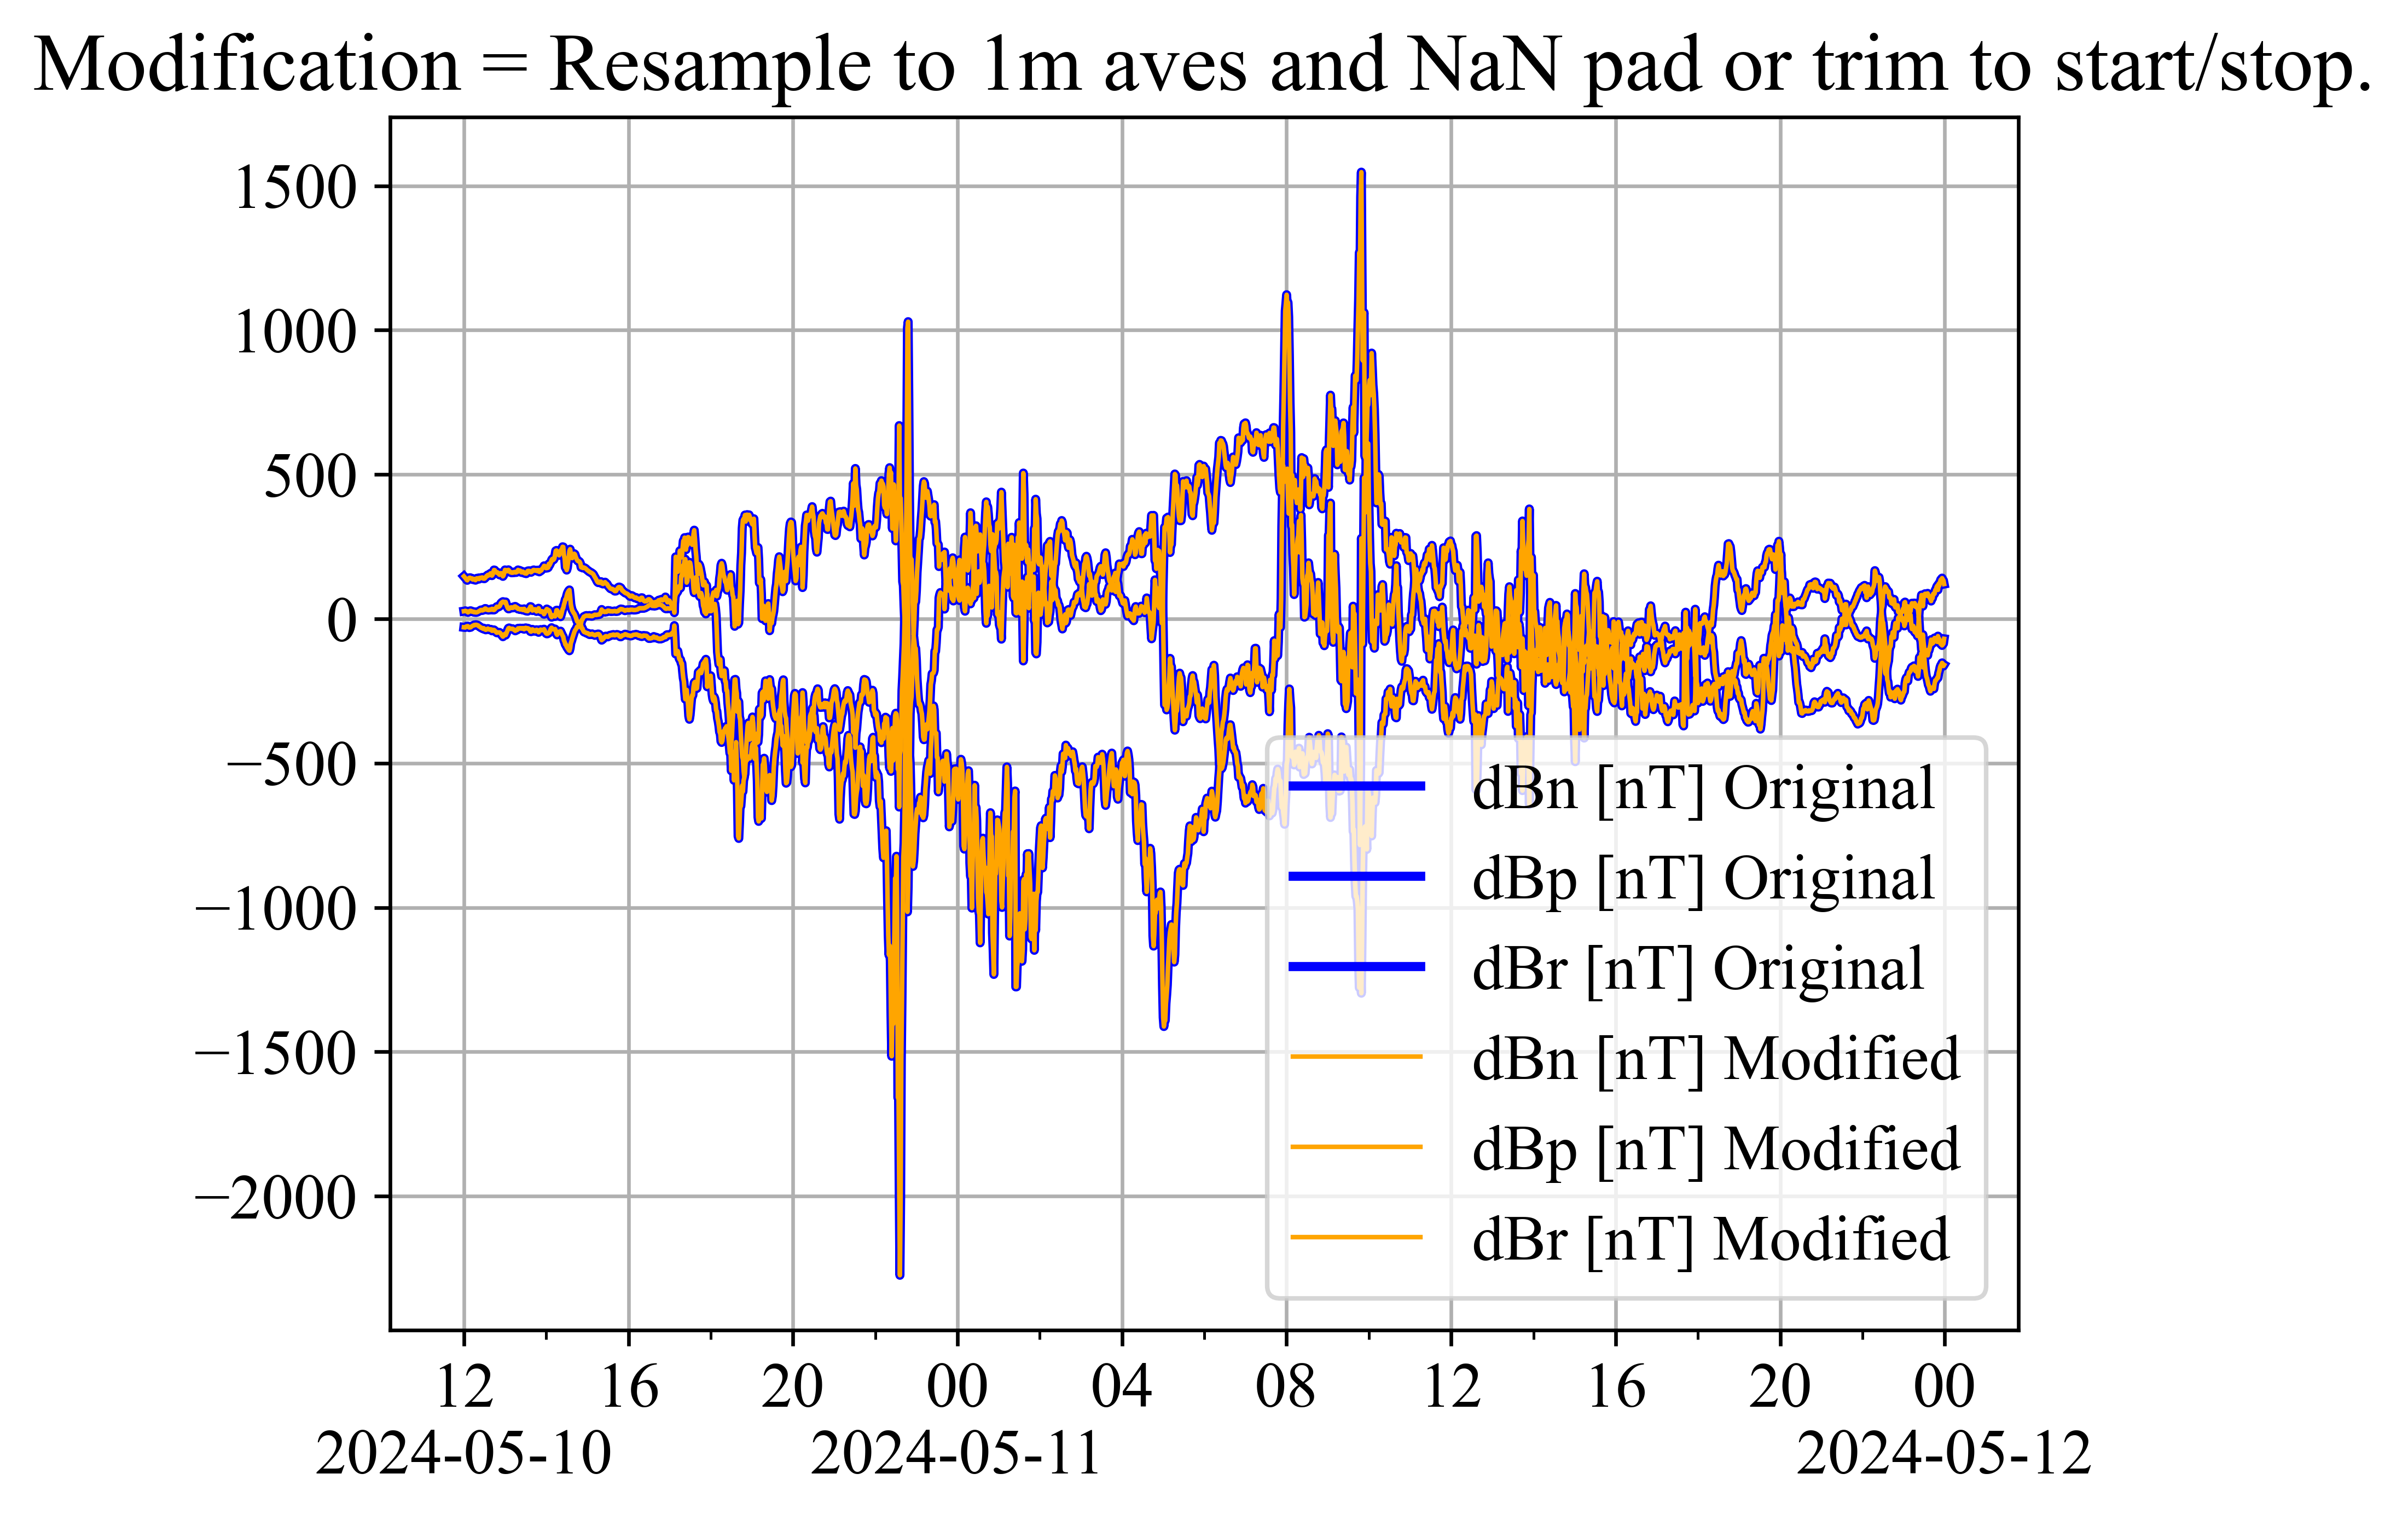 Modification = Resample to 1m aves and NaN pad or trim to start/stop.
1500
1000
500
0
−500
−1000
−1500
−2000
dBn [nT] Original
dBp [nT] Original
dBr [nT] Original
dBn [nT] Modified
dBp [nT] Modified
dBr [nT] Modified
12 16 20 00 04 08 12 16 20 00
2024-05-10 2024-05-11 2024-05-12